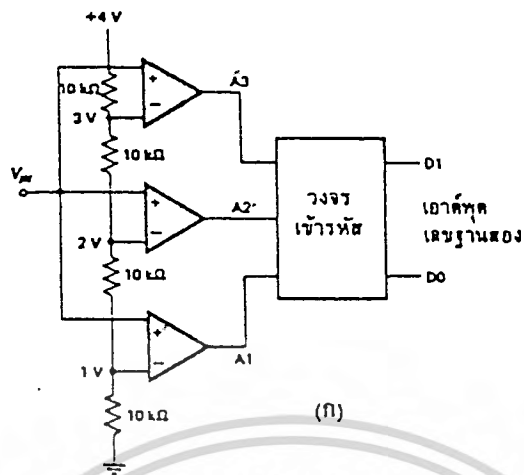 +4 V
10 kΩ
3 V
A3
10 kΩ
V
A2
2 V
10 kΩ
1 V
A1
10 kΩ
วงจร
เข้ารหัส
D1
เอาต์พุต
เลขฐานสอง
D0
(ก)